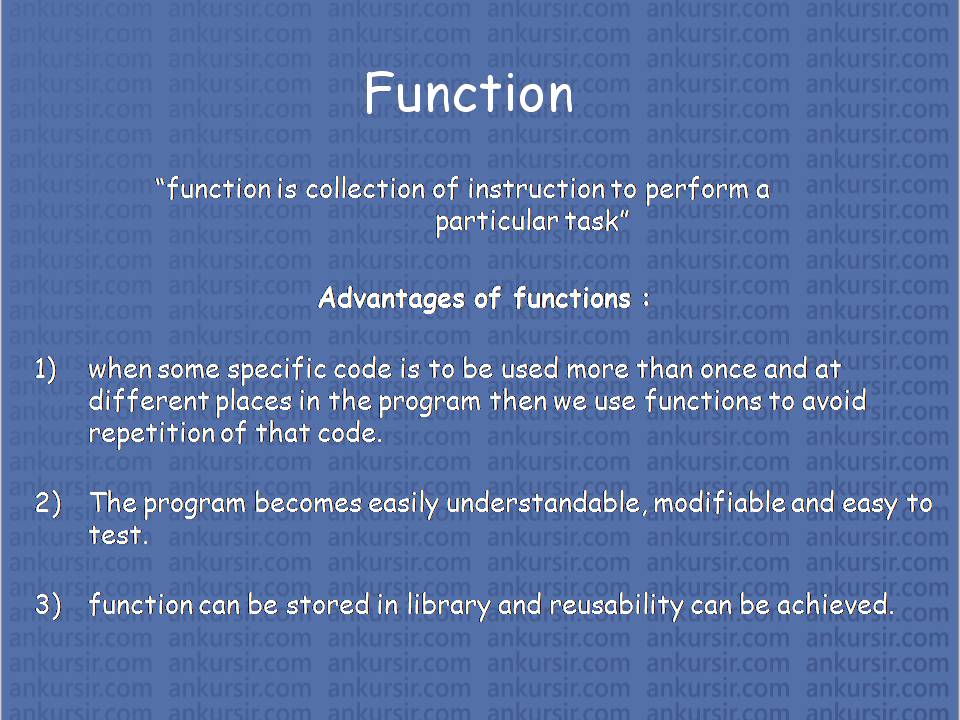 Function
“function is collection of instruction to perform a
particular task”
Advantages of functions :
1) when some specific code is to be used more than once and at
different places in the program then we use functions to avoid
repetition of that code.
2) The program becomes easily understandable, modifiable and easy to
test.
3) function can be stored in library and reusability can be achieved.
ankursir.com